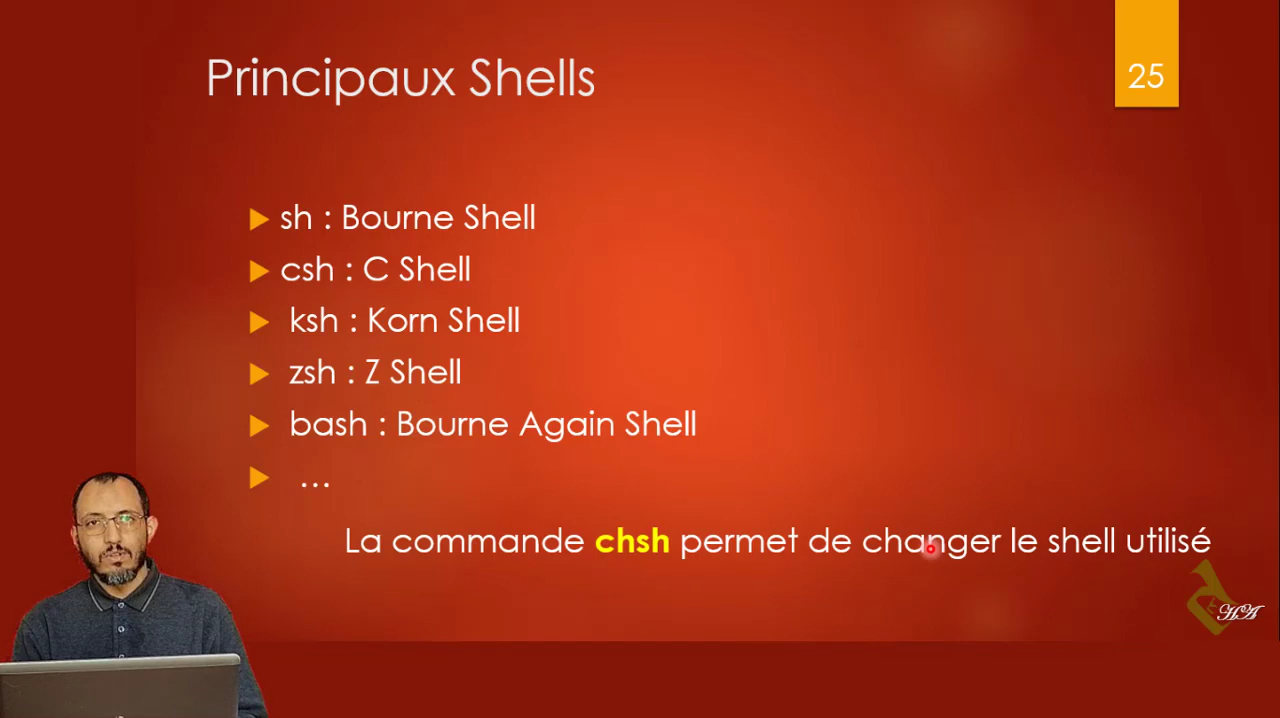 Principaux Shells
25
sh : Bourne Shell
csh : C Shell
ksh : Korn Shell
zsh : Z Shell
bash : Bourne Again Shell
...
La commande chsh permet de changer le shell utilisé
HA